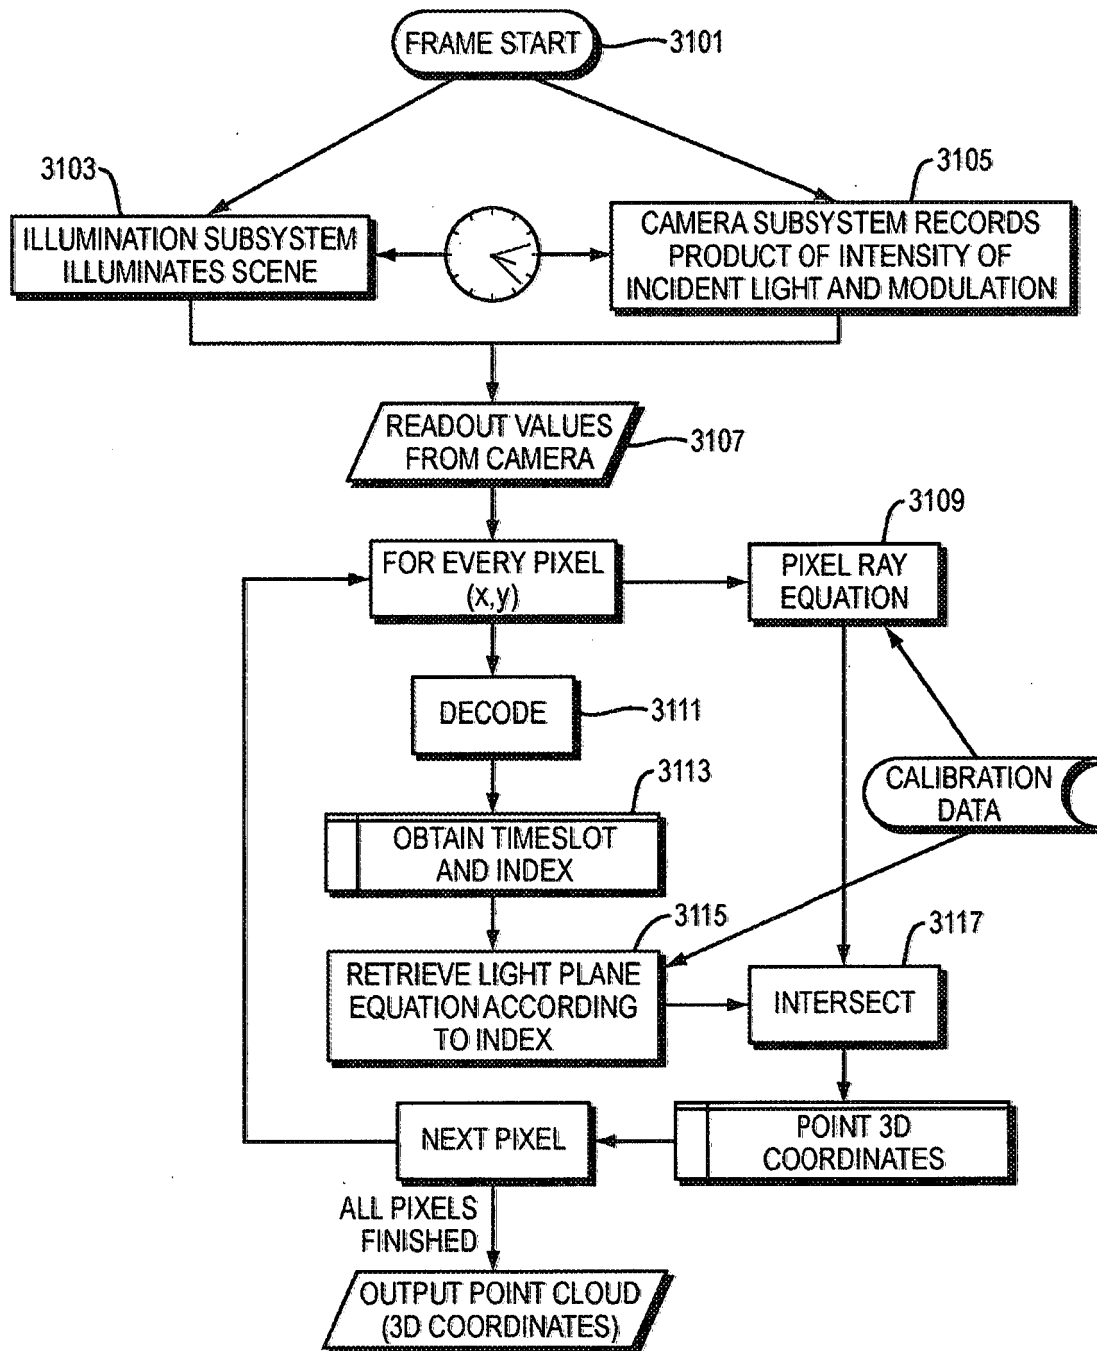 FRAME START
3101
3103
3105
ILLUMINATION SUBSYSTEM
ILLUMINATES SCENE
CAMERA SUBSYSTEM RECORDS
PRODUCT OF INTENSITY OF
INCIDENT LIGHT AND MODULATION
READOUT VALUES
FROM CAMERA
3107
3109
FOR EVERY PIXEL
(x,y)
PIXEL RAY
EQUATION
DECODE
3111
3113
CALIBRATION
DATA
OBTAIN TIMESLOT
AND INDEX
3115
3117
RETRIEVE LIGHT PLANE
EQUATION ACCORDING
TO INDEX
INTERSECT
NEXT PIXEL
POINT 3D
COORDINATES
ALL PIXELS
FINISHED
OUTPUT POINT CLOUD
(3D COORDINATES)